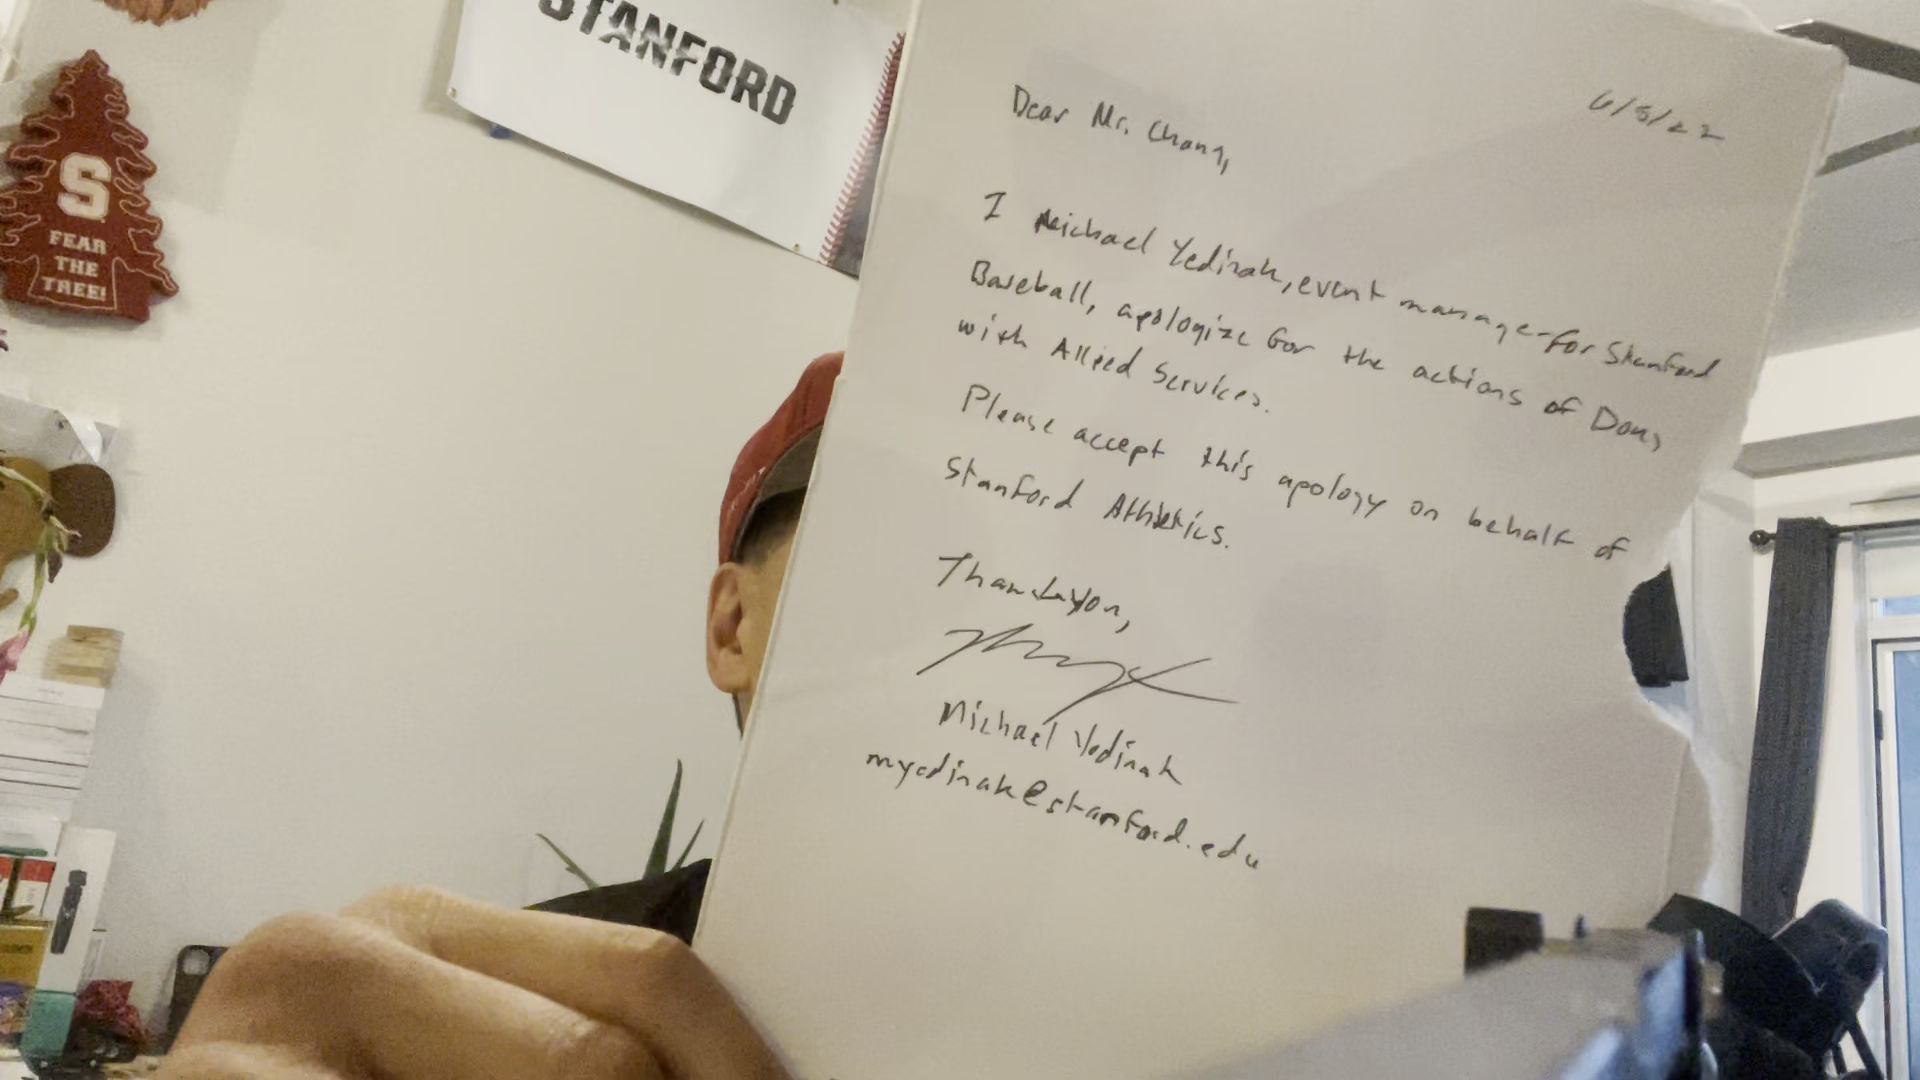 STANFORD
S
FEAR
THE
TREE!
6/5/22
Dear Mr. Chang,
I Michael Yedinak, event manager for Stanford
Baseball, apologize for the actions of Doug
with Allied Services.
Please accept this apology on behalf of
Stanford Athletics.
Thank you,
Michael Yedinak
myedinak@stanford.edu